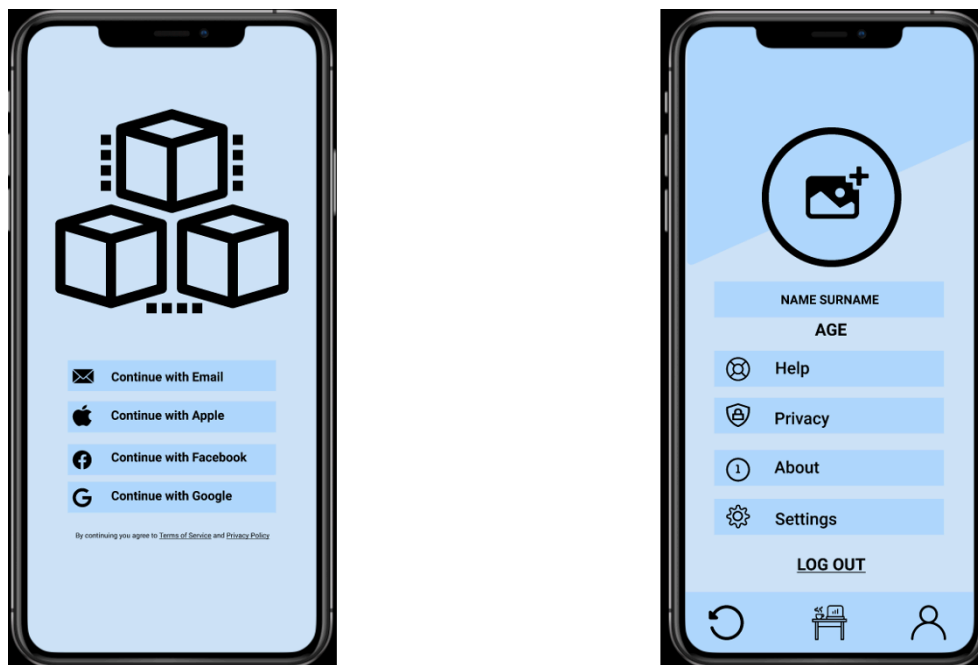 Continue with Email
Continue with Apple
Continue with Facebook
Continue with Google
By continuing you agree to Terms of Service and Privacy Policy
NAME SURNAME
AGE
Help
Privacy
1 About
Settings
LOG OUT